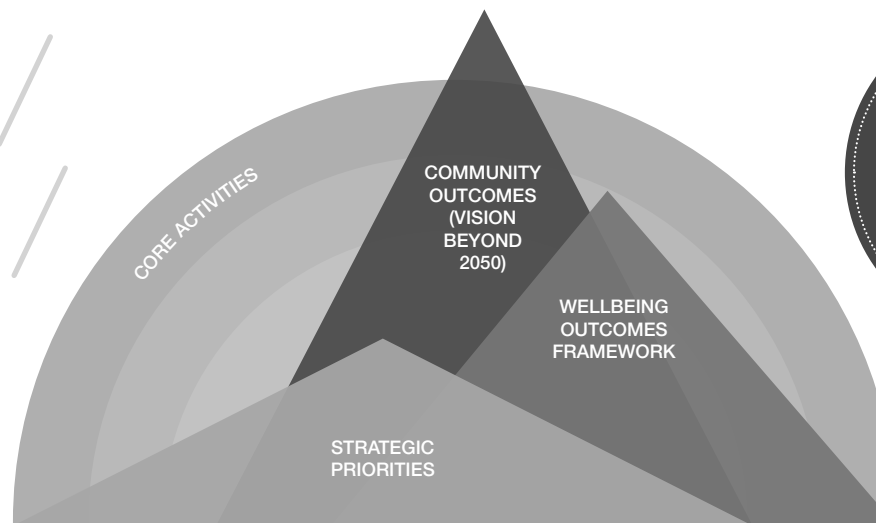 CORE ACTIVITIES
COMMUNITY
OUTCOMES
(VISION
BEYOND
2050)
WELLBEING
OUTCOMES
FRAMEWORK
STRATEGIC
PRIORITIES